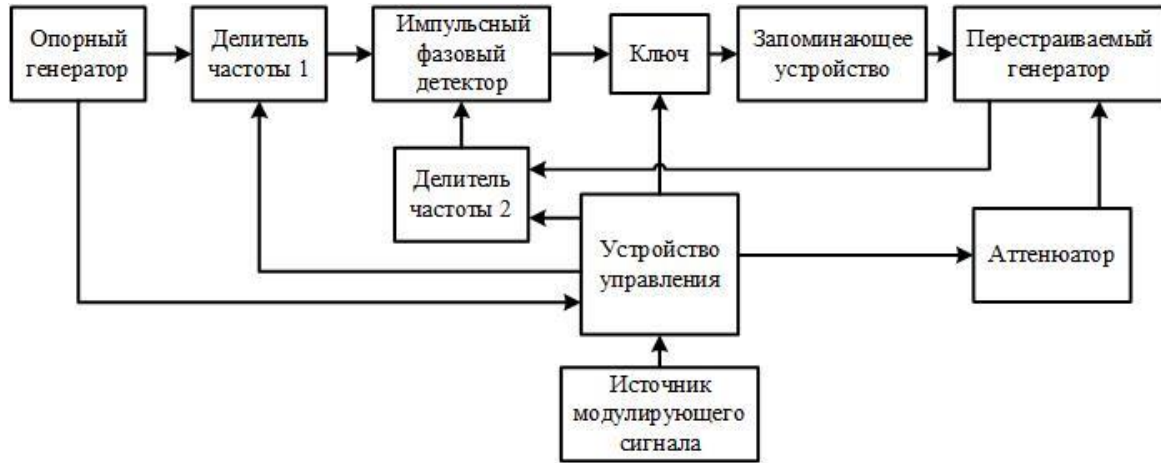 Опорный
генератор
Делитель
частоты 1
Импульсный
фазовый
детектор
Ключ
Запоминающее
устройство
Перестраиваемый
генератор
Делитель
частоты 2
Устройство
управления
Аттенюатор
Источник
модулирующего
сигнала